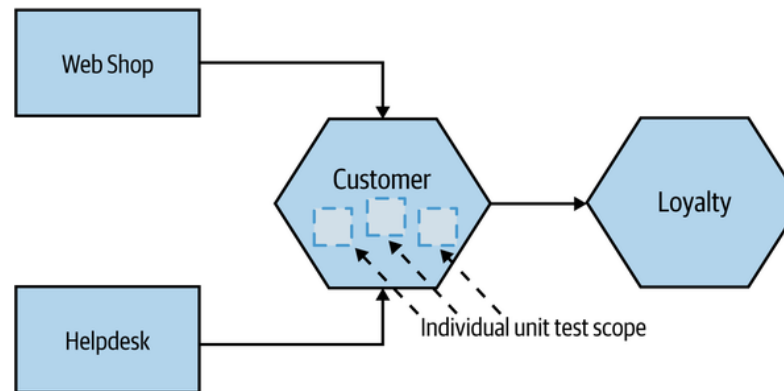 Web Shop
Customer
Loyalty
Individual unit test scope
Helpdesk